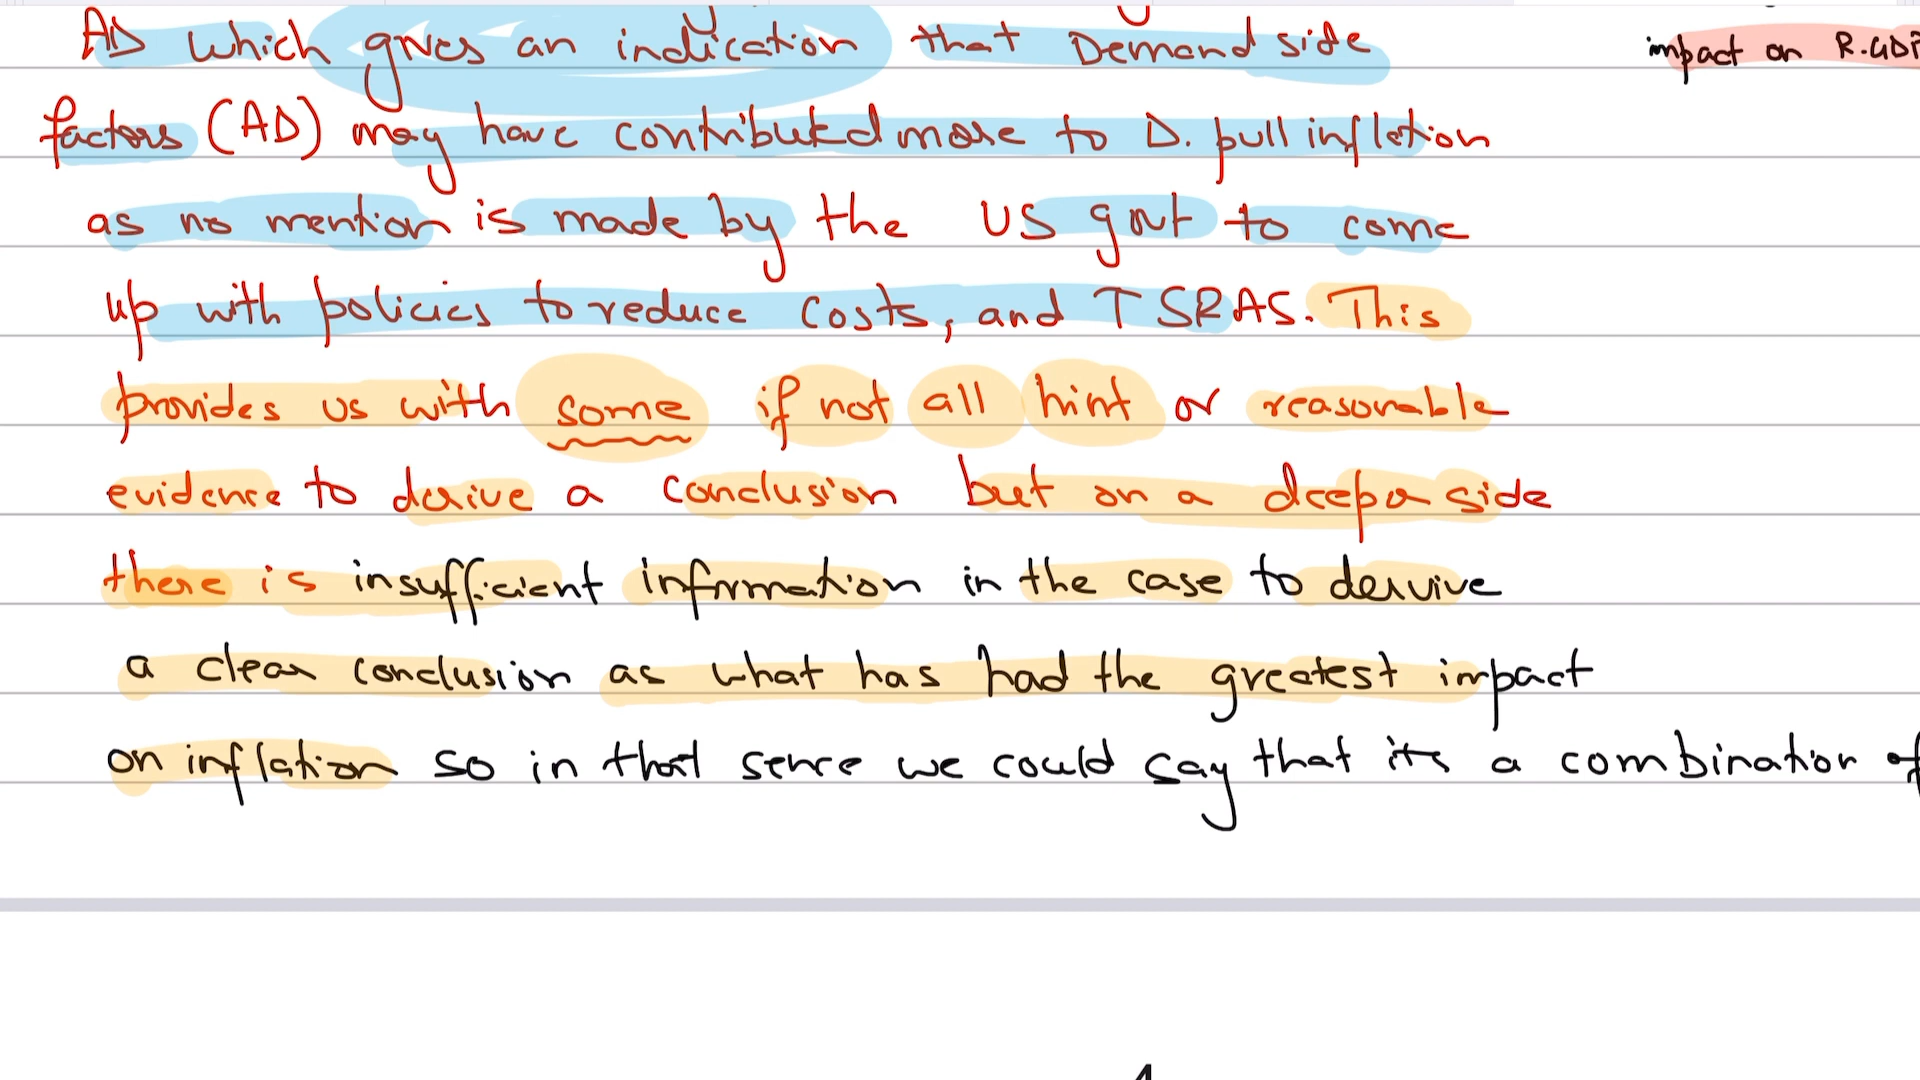 AD which gives an indication that Demand side
impact on R.GDP
factors (AD) may have contributed more to D. pull inflation
as no mention is made by the US govt to come
up with policies to reduce costs, and ↑ SRAS. This
provides us with some if not all hint or reasonable
evidence to derive a conclusion but on a deeper side
there is insufficient information in the case to derive
a clear conclusion as what has had the greatest impact
on inflation so in that sense we could say that its a combination of